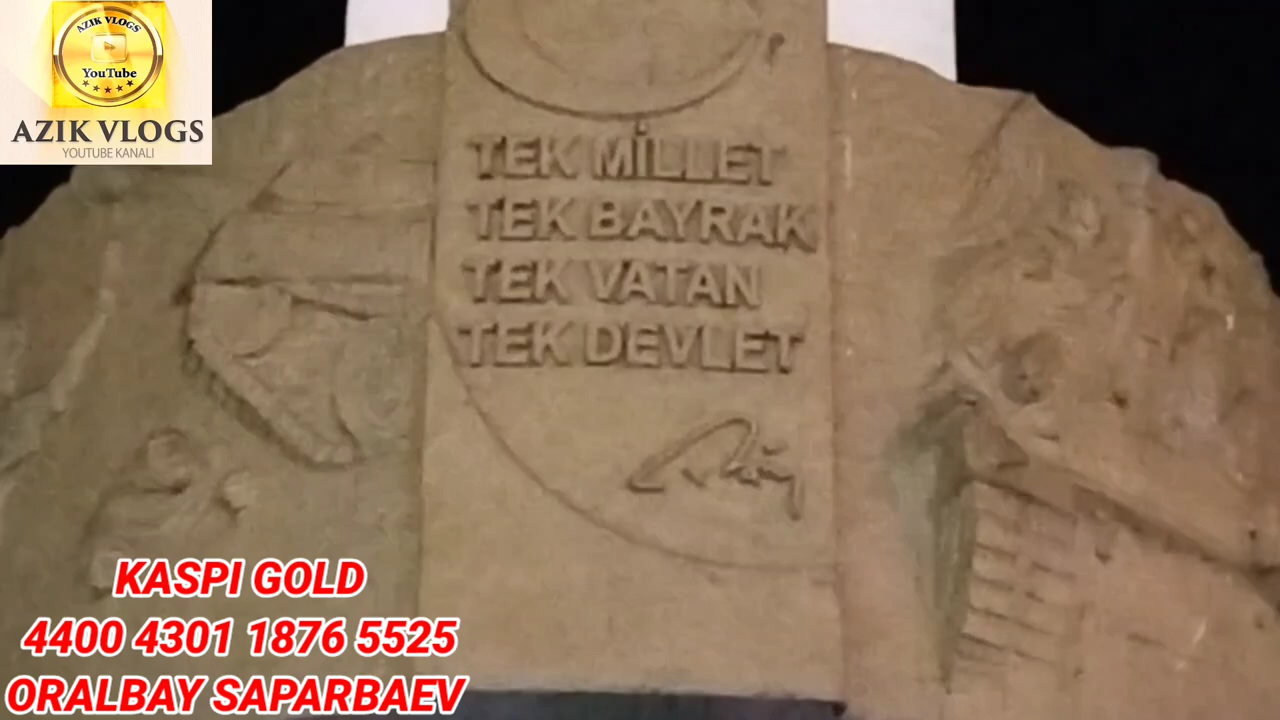 AZIK VLOGS
YouTube
AZIK VLOGS
YOUTUBE KANALI
TEK MİLLET
TEK BAYRAK
TEK VATAN
TEK DEVLET
KASPI GOLD
4400 4301 1876 5525
ORALBAY SAPARBAEV